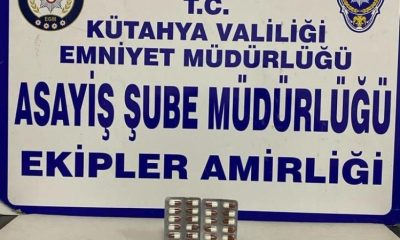 T.C.
KÜTAHYA VALİLİĞİ
EMNİYET MÜDÜRLÜĞÜ
ASAYİŞ ŞUBE MÜDÜRLÜĞÜ
EKİPLER AMİRLİĞİ